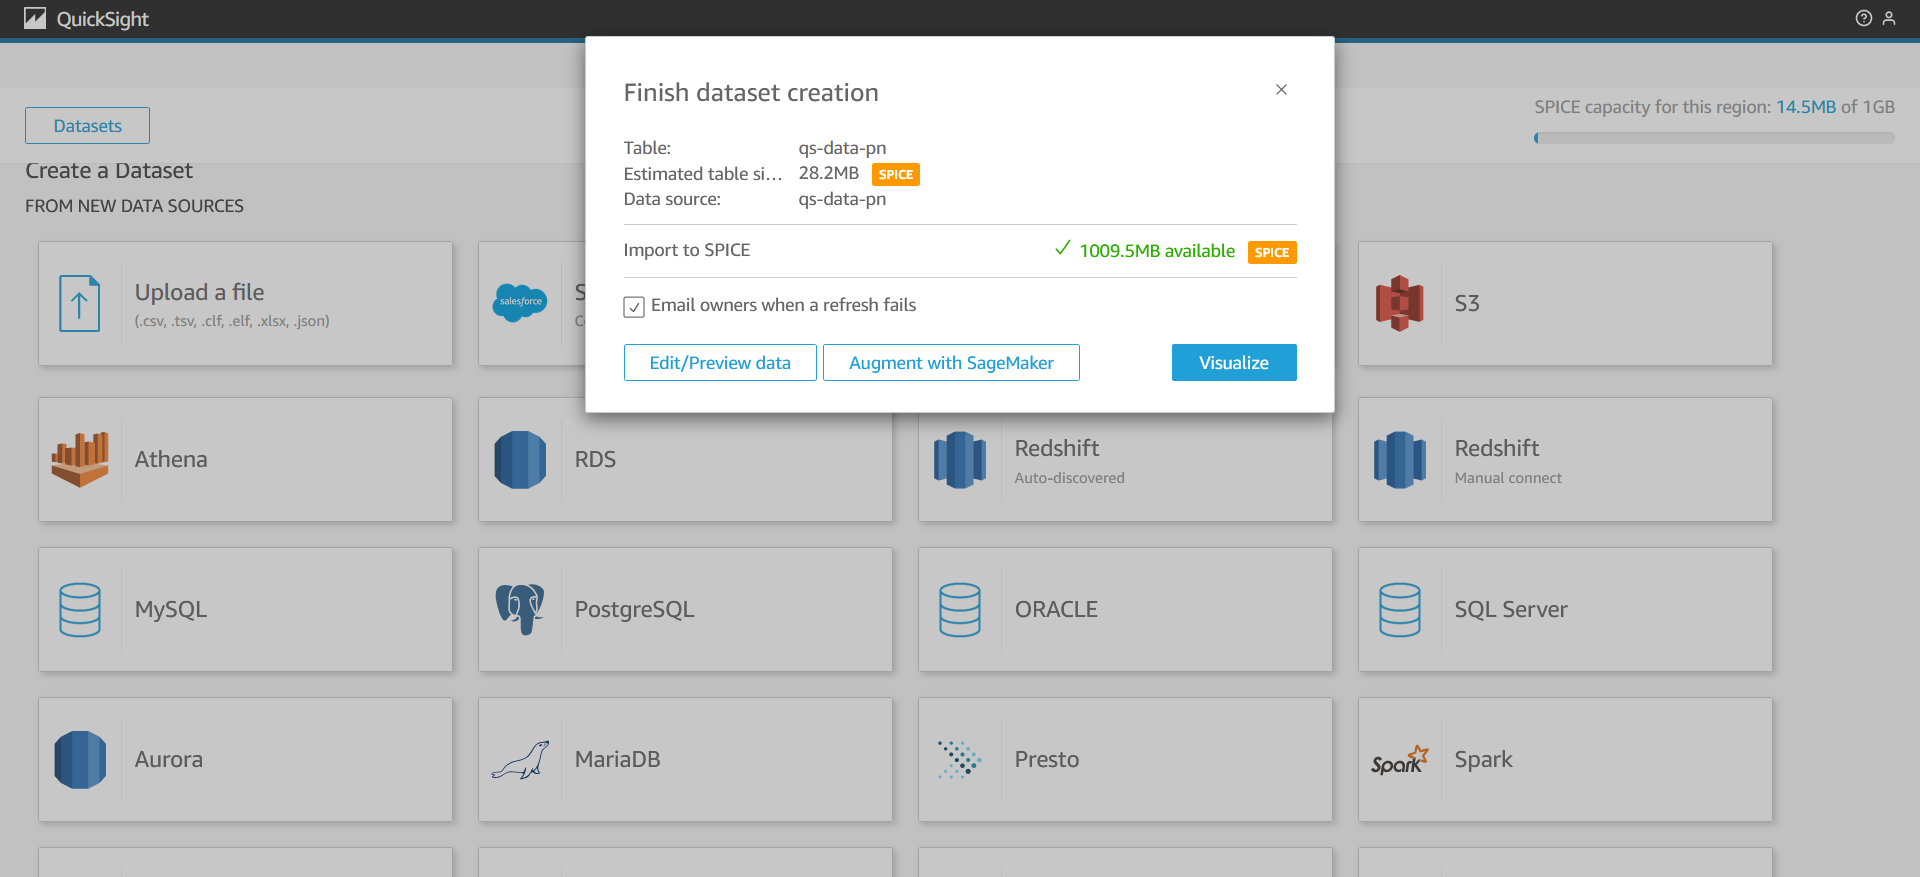 QuickSight
Finish dataset creation
Datasets
SPICE capacity for this region: 14.5MB of 1GB
Table: qs-data-pn
Estimated table si... 28.2MB SPICE
Data source: qs-data-pn
Create a Dataset
FROM NEW DATA SOURCES
Import to SPICE 1009.5MB available SPICE
Email owners when a refresh fails
Edit/Preview data Augment with SageMaker Visualize
Upload a file
(.csv, .tsv, .clf, .elf, .xlsx, .json)
salesforce
S
C
S3
Athena
RDS
Redshift
Auto-discovered
Redshift
Manual connect
MySQL
PostgreSQL
ORACLE
SQL Server
Aurora
MariaDB
Presto
Spark
Spark